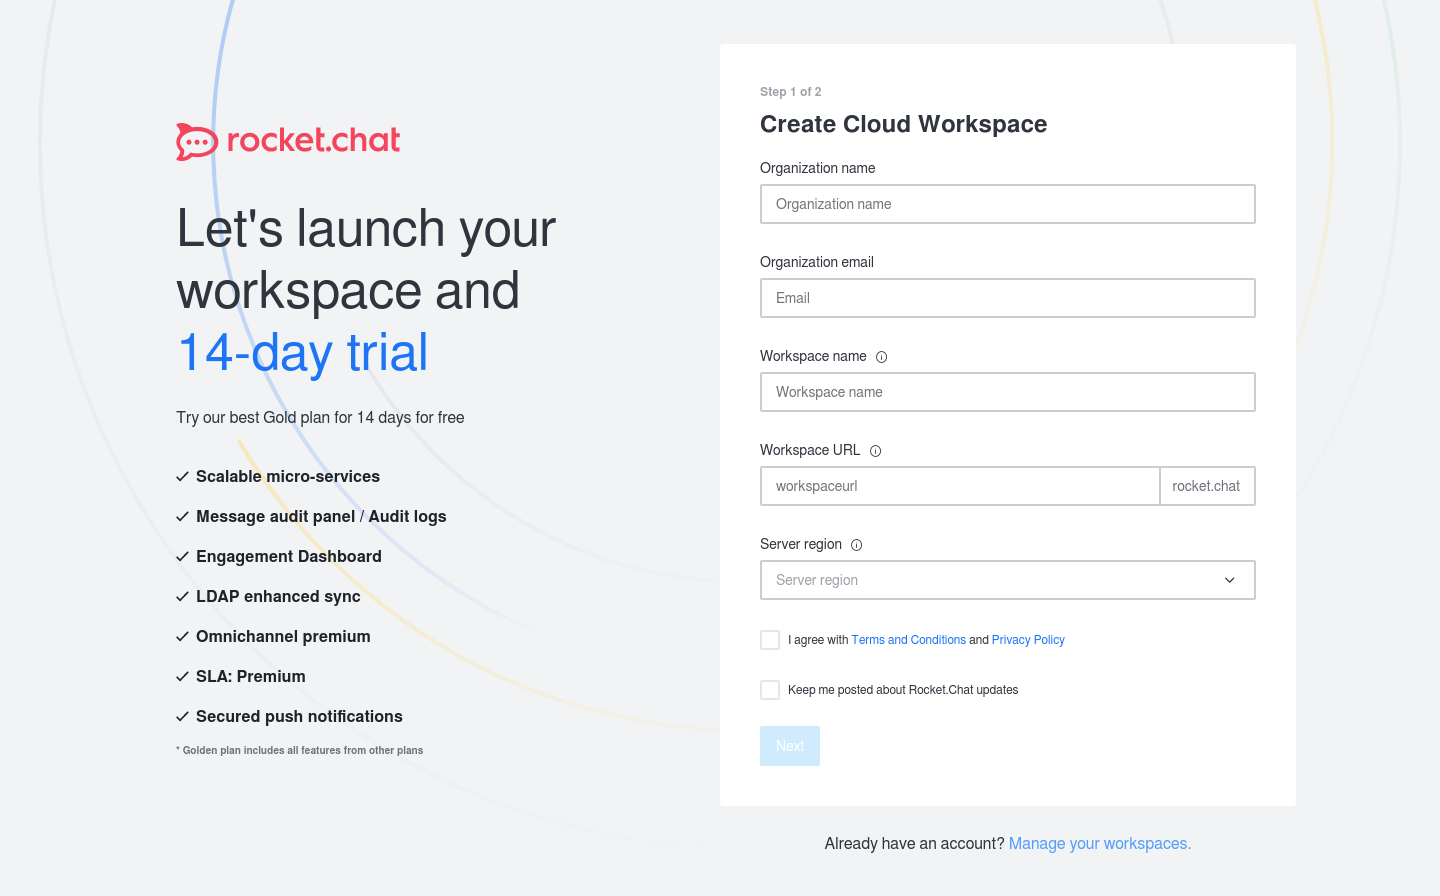 rocket.chat
Let's launch your
workspace and
14-day trial
Try our best Gold plan for 14 days for free
Scalable micro-services
Message audit panel / Audit logs
Engagement Dashboard
LDAP enhanced sync
Omnichannel premium
SLA: Premium
Secured push notifications
* Golden plan includes all features from other plans
Step 1 of 2
Create Cloud Workspace
Organization name
Organization name
Organization email
Email
Workspace name
Workspace name
Workspace URL
workspaceurl rocket.chat
Server region
Server region
I agree with Terms and Conditions and Privacy Policy
Keep me posted about Rocket.Chat updates
Next
Already have an account? Manage your workspaces.